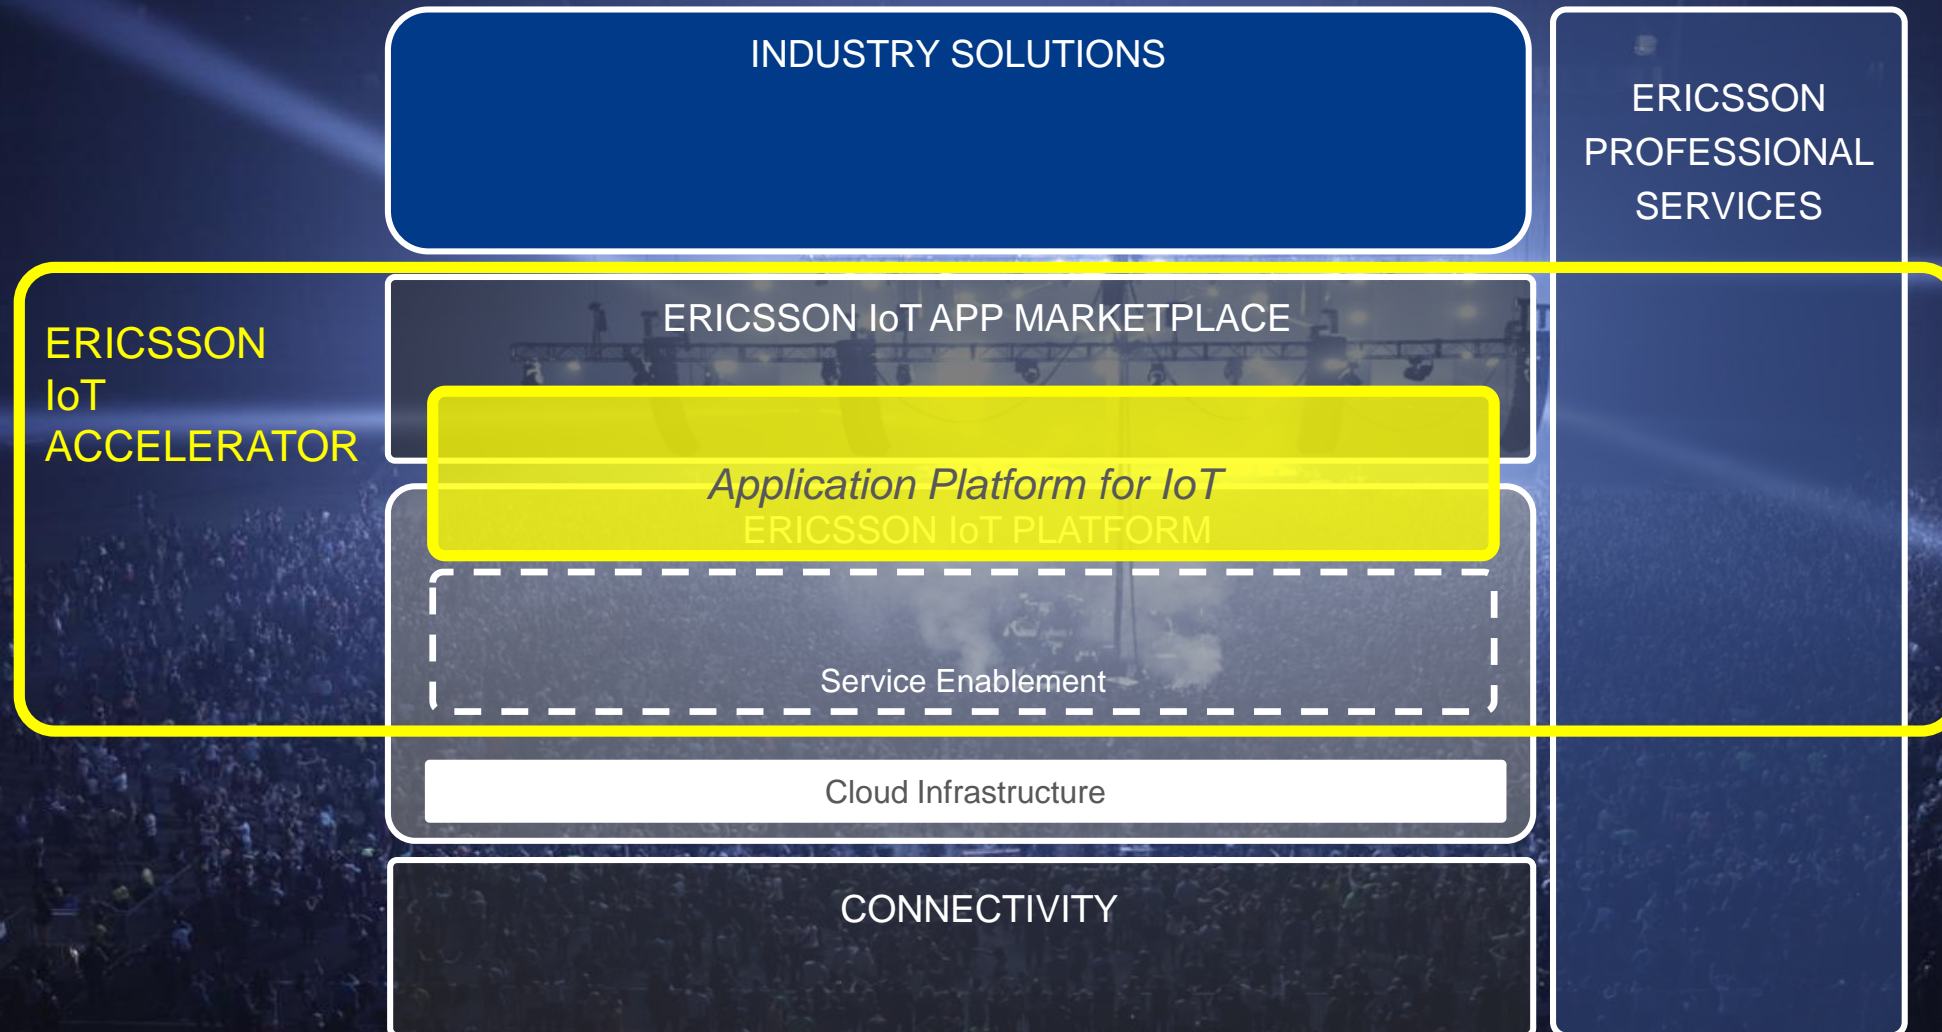 INDUSTRY SOLUTIONS
ERICSSON
PROFESSIONAL
SERVICES
ERICSSON
IoT
ACCELERATOR
ERICSSON IoT APP MARKETPLACE
Application Platform for IoT
ERICSSON IoT PLATFORM
Service Enablement
Cloud Infrastructure
CONNECTIVITY